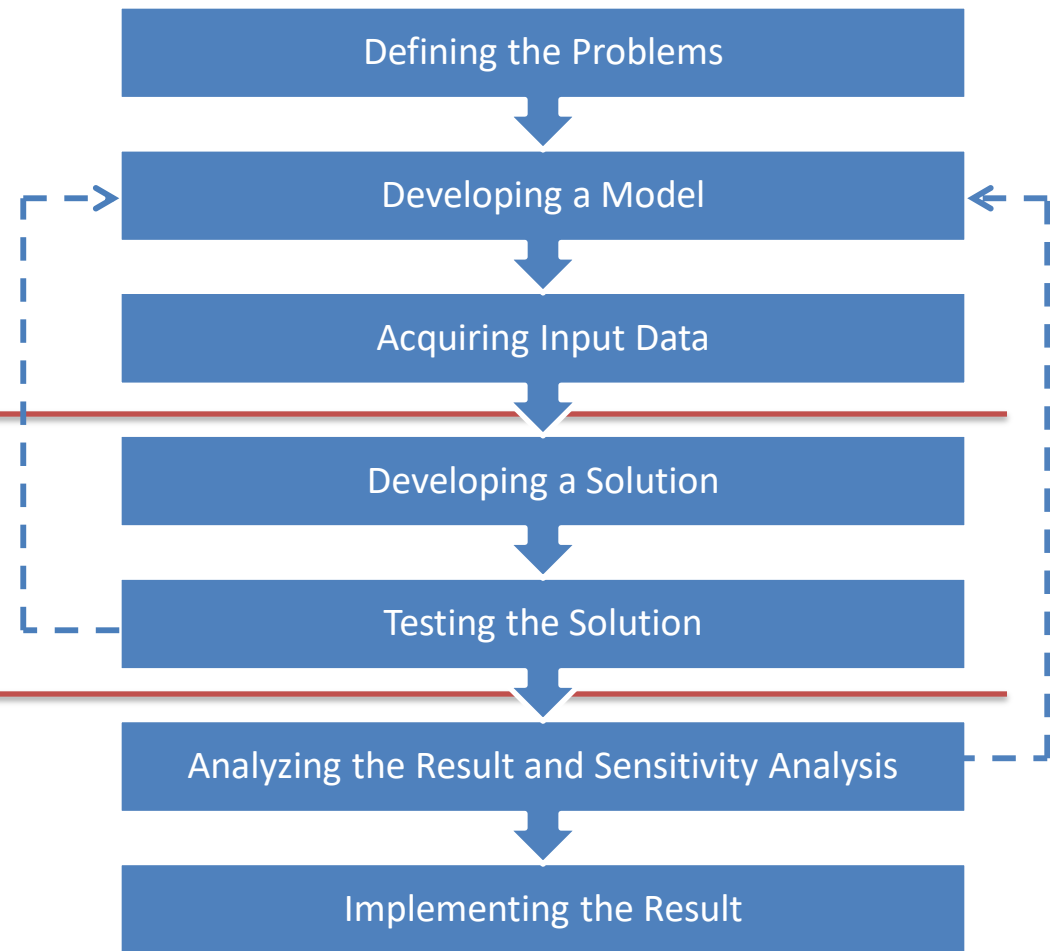 Defining the Problems
Developing a Model
Acquiring Input Data
Developing a Solution
Testing the Solution
Analyzing the Result and Sensitivity Analysis
Implementing the Result